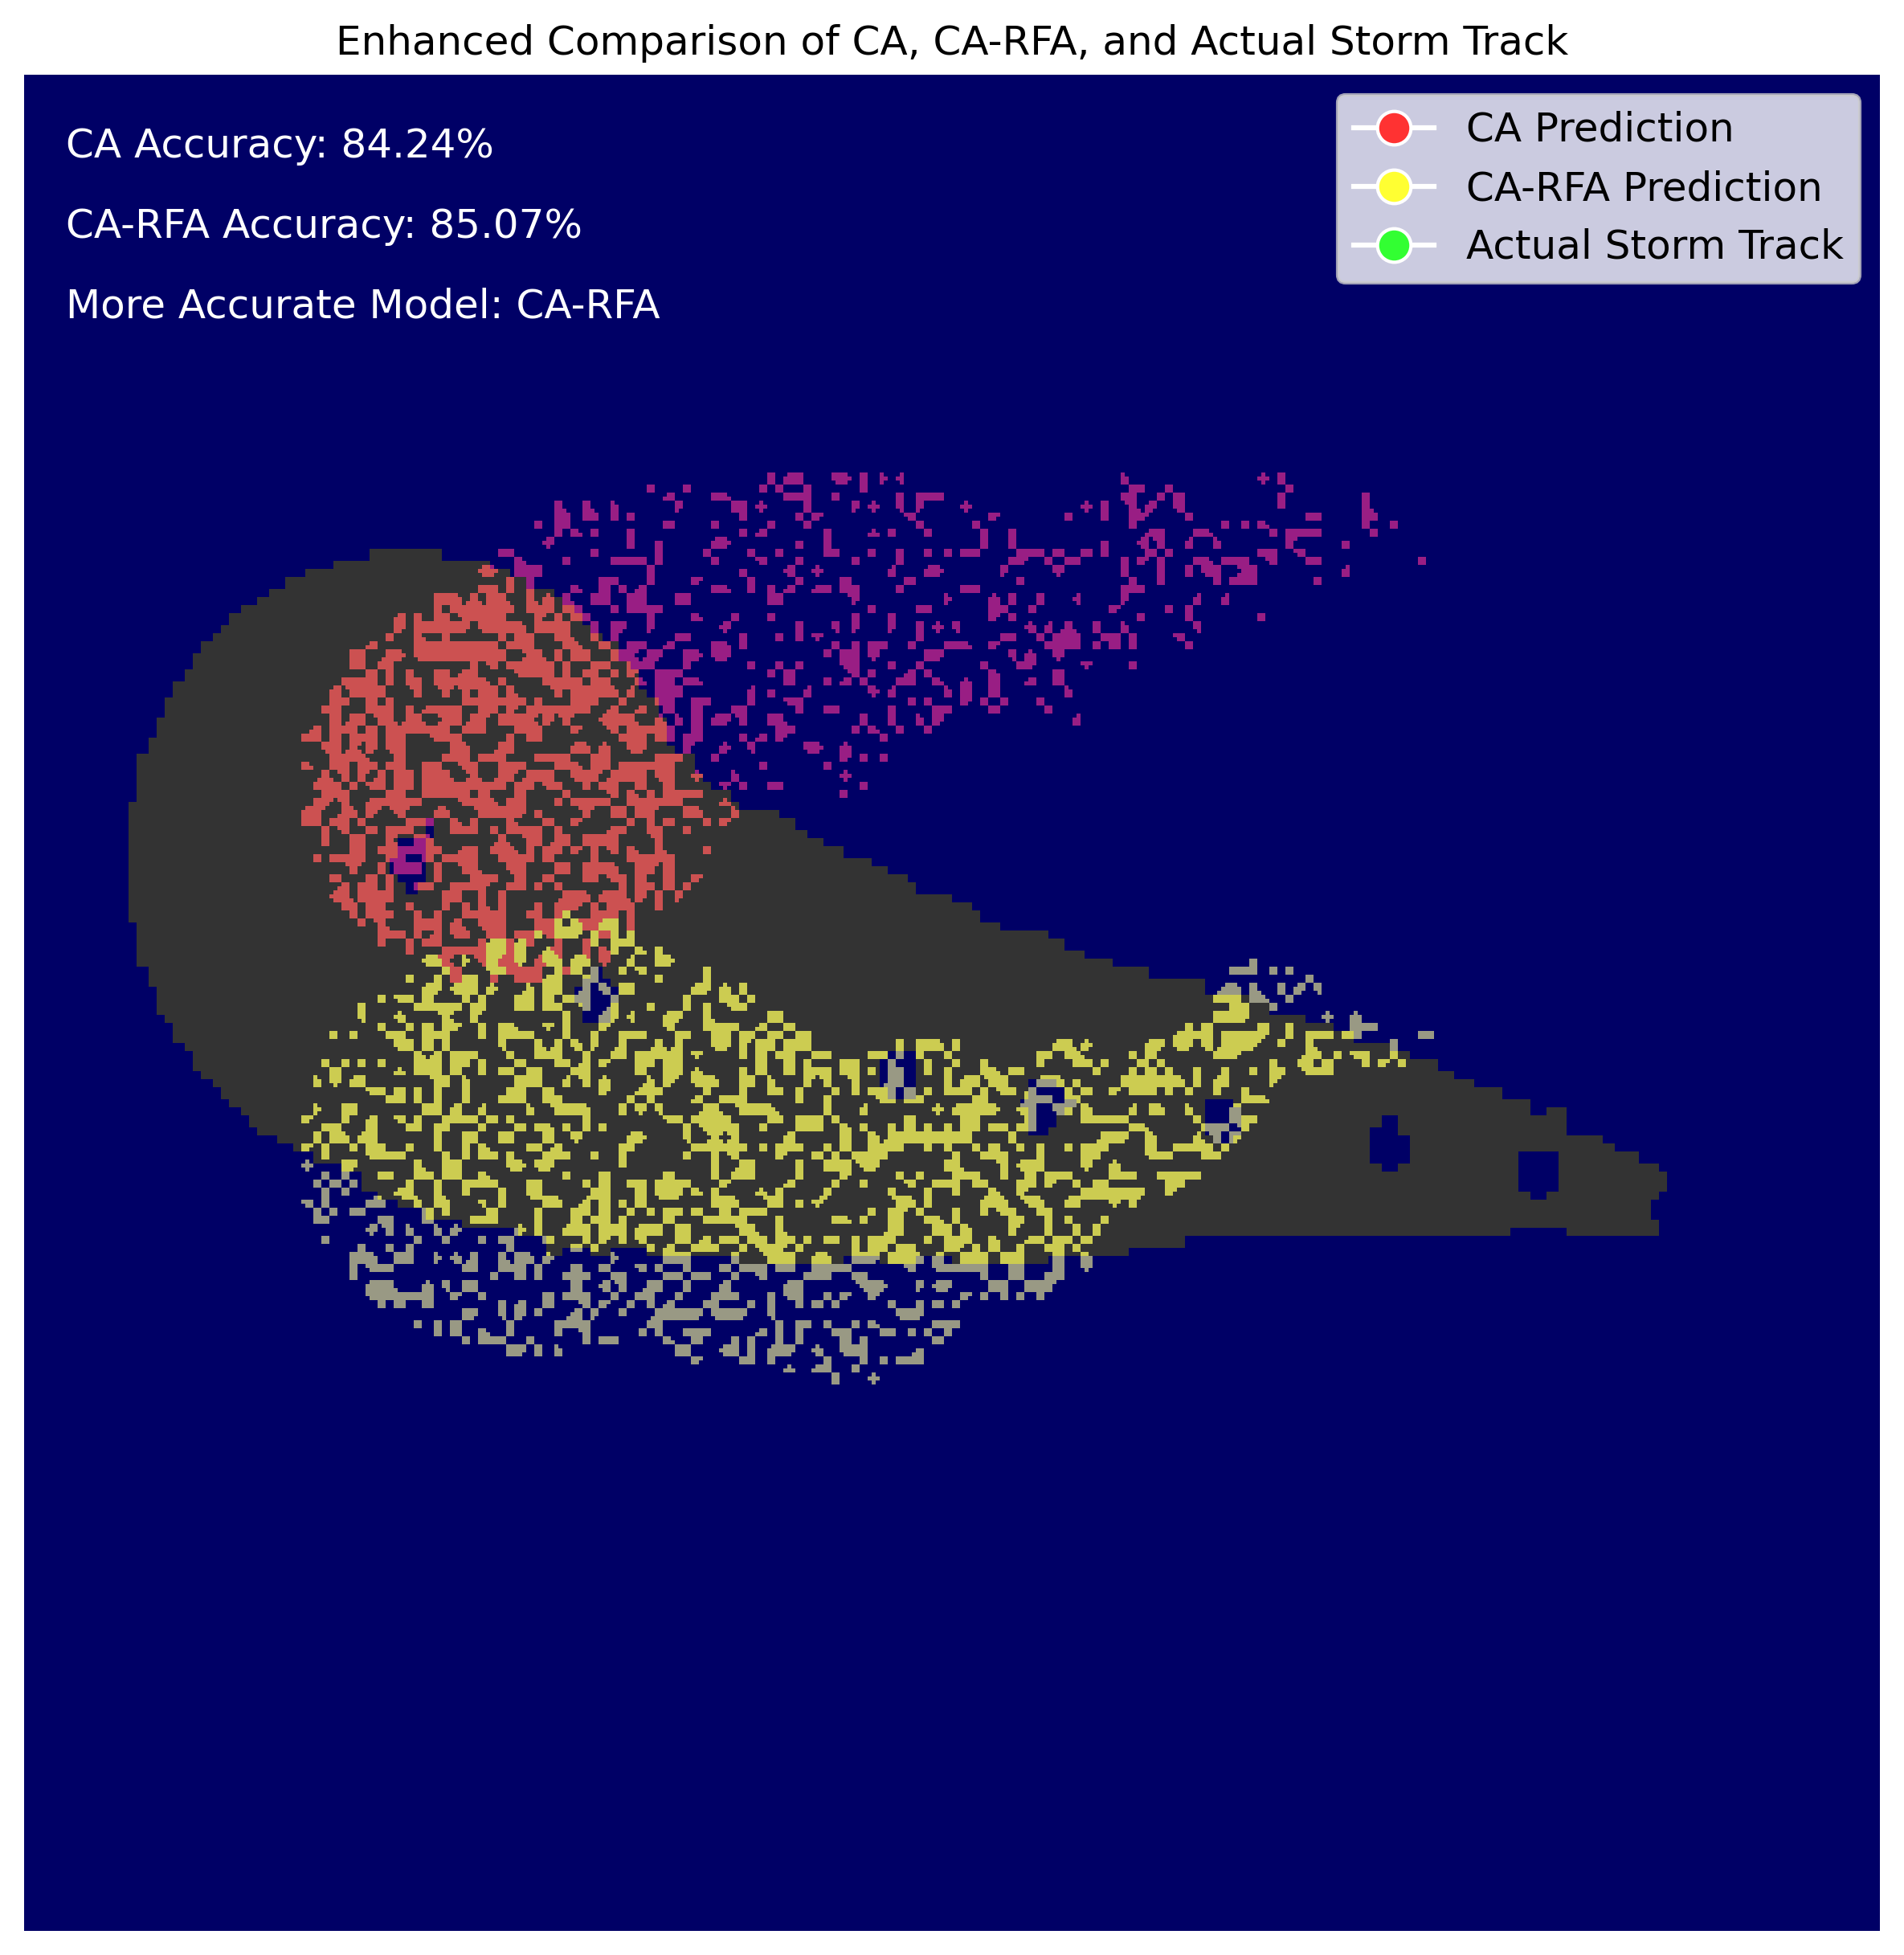 Enhanced Comparison of CA, CA-RFA, and Actual Storm Track
CA Accuracy: 84.24%
CA-RFA Accuracy: 85.07%
More Accurate Model: CA-RFA
CA Prediction
CA-RFA Prediction
Actual Storm Track